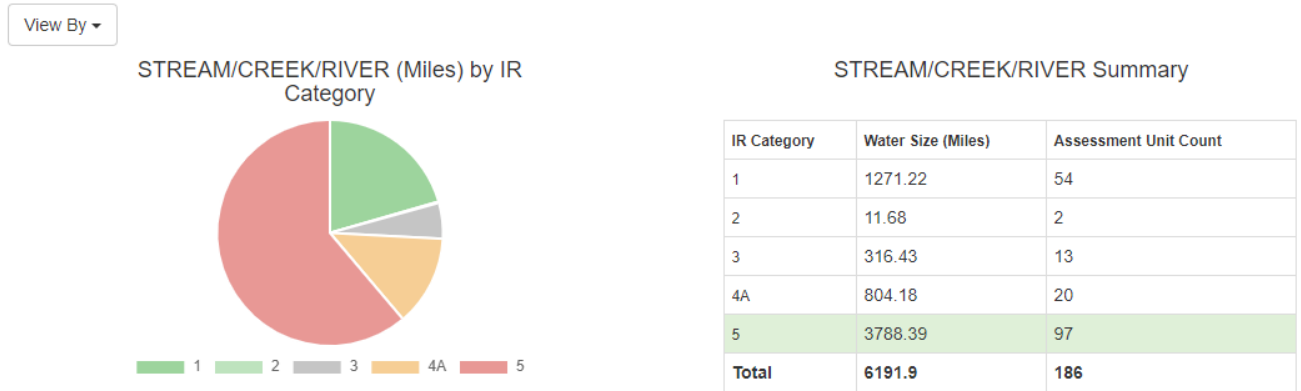 View By
STREAM/CREEK/RIVER (Miles) by IR
Category
1 2 3 4A 5
STREAM/CREEK/RIVER Summary
IR Category Water Size (Miles) Assessment Unit Count
1 1271.22 54
2 11.68 2
3 316.43 13
4A 804.18 20
5 3788.39 97
Total 6191.9 186